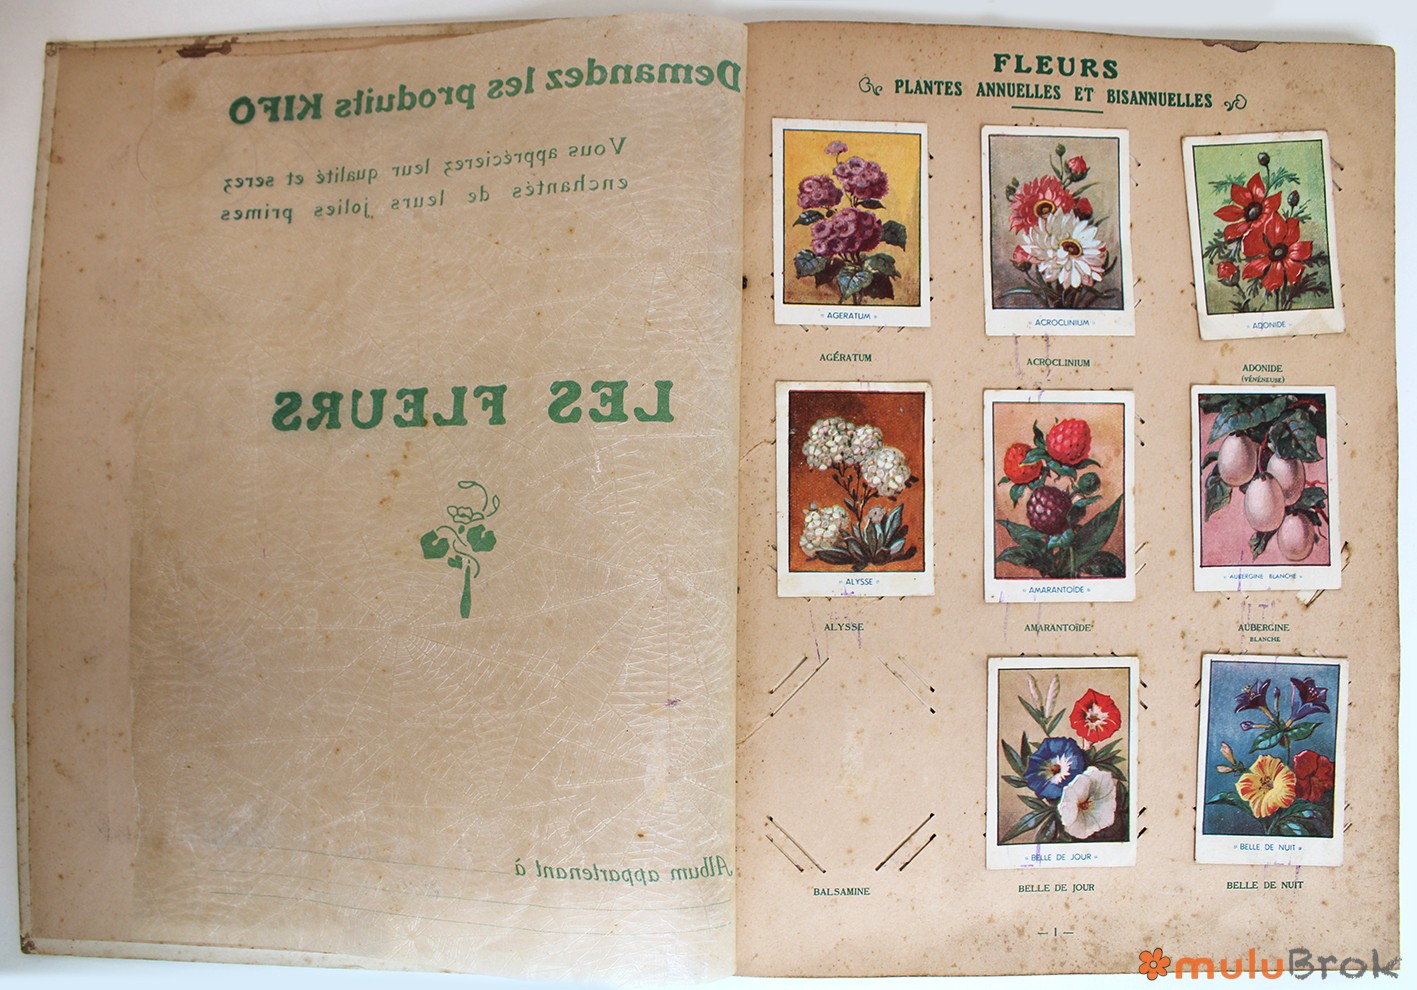 Demandez les produits KIFO
Vous apprécierez leur qualité et serez
enchantés de leurs jolies primes
LES FLEURS
Album appartenant à
FLEURS
PLANTES ANNUELLES ET BISANNUELLES
AGERATUM
ACROCLINIUM
ADONIDE
AGÉRATUM
ACROCLINIUM
ADONIDE
(VÉNÉNEUSE)
ALYSSE
AMARANTOÏDE
AUBERGINE BLANCHE
ALYSSE
AMARANTOÏDE
AUBERGINE
BLANCHE
BELLE DE JOUR
BELLE DE NUIT
BALSAMINE
BELLE DE JOUR
BELLE DE NUIT
— 1 —
muluBrok